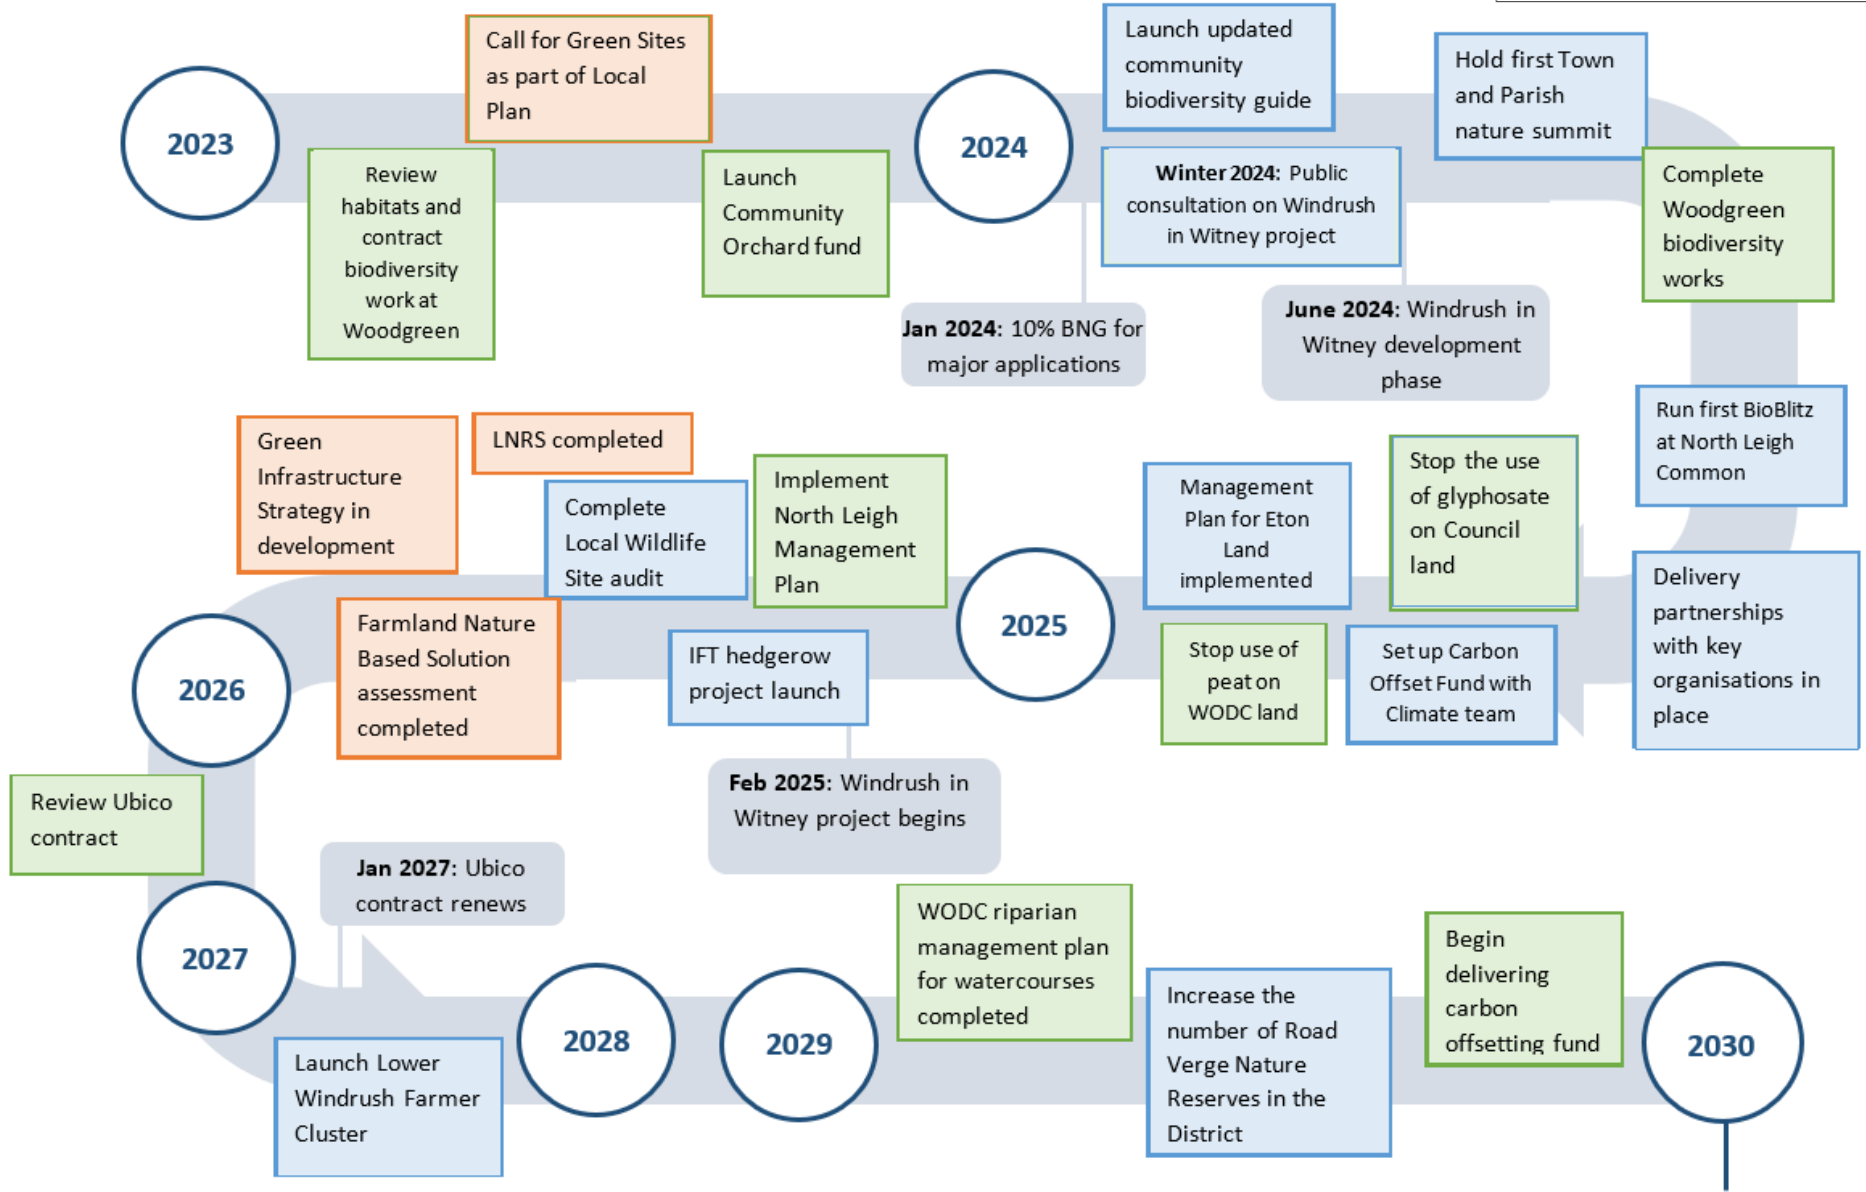 2023
Call for Green Sites
as part of Local
Plan
Review
habitats and
contract
biodiversity
work at
Woodgreen
Launch
Community
Orchard fund
2024
Launch updated
community
biodiversity guide
Winter 2024: Public
consultation on Windrush
in Witney project
Jan 2024: 10% BNG for
major applications
June 2024: Windrush in
Witney development
phase
Hold first Town
and Parish
nature summit
Complete
Woodgreen
biodiversity
works
Run first BioBlitz
at North Leigh
Common
Delivery
partnerships
with key
organisations in
place
Stop the use
of glyphosate
on Council
land
Set up Carbon
Offset Fund with
Climate team
Management
Plan for Eton
Land
implemented
Stop use of
peat on
WODC land
2025
Implement
North Leigh
Management
Plan
IFT hedgerow
project launch
Feb 2025: Windrush in
Witney project begins
Complete
Local Wildlife
Site audit
LNRS completed
Farmland Nature
Based Solution
assessment
completed
Green
Infrastructure
Strategy in
development
2026
Review Ubico
contract
2027
Jan 2027: Ubico
contract renews
Launch Lower
Windrush Farmer
Cluster
2028
2029
WODC riparian
management plan
for watercourses
completed
Increase the
number of Road
Verge Nature
Reserves in the
District
Begin
delivering
carbon
offsetting fund
2030